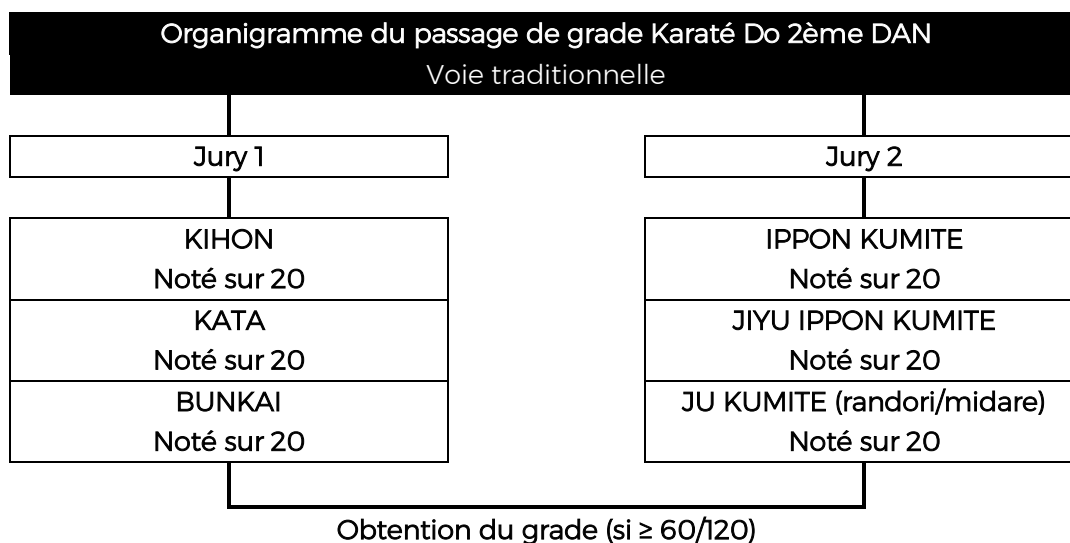 Organigramme du passage de grade Karaté Do 2ème DAN
Voie traditionnelle
Jury 1
KIHON
Noté sur 20
KATA
Noté sur 20
BUNKAI
Noté sur 20
Jury 2
IPPON KUMITE
Noté sur 20
JIYU IPPON KUMITE
Noté sur 20
JU KUMITE (randori/midare)
Noté sur 20
Obtention du grade (si ≥ 60/120)